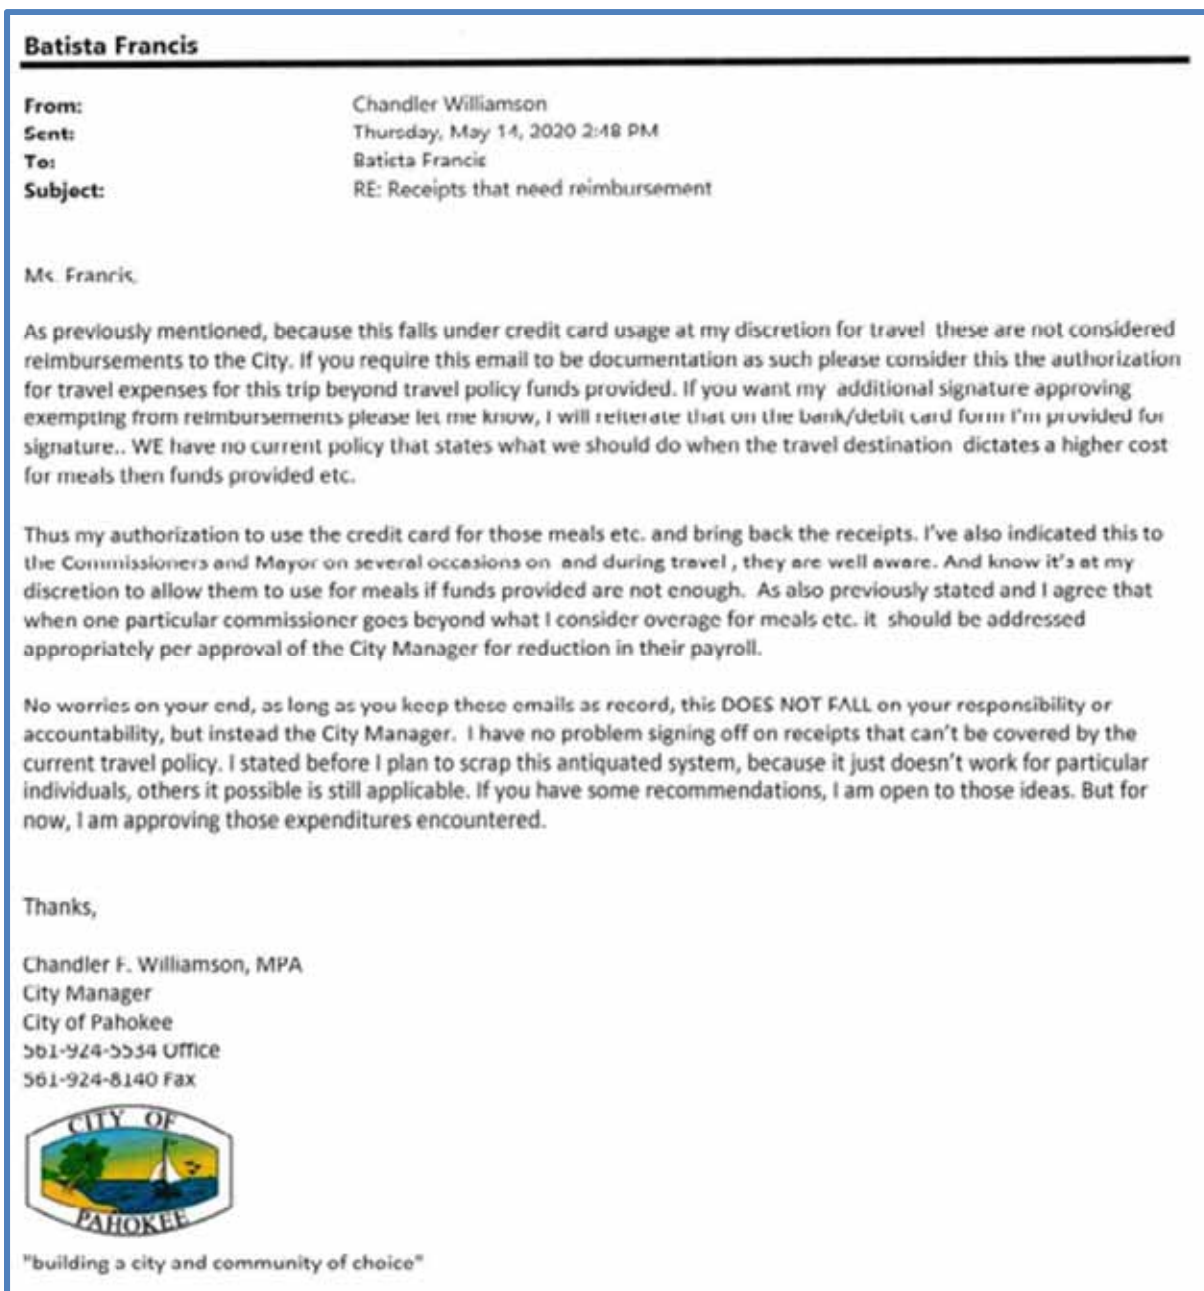 Batista Francis
From: Chandler Williamson
Sent: Thursday, May 14, 2020 2:48 PM
To: Batista Francis
Subject: RE: Receipts that need reimbursement
Ms. Francis,
As previously mentioned, because this falls under credit card usage at my discretion for travel these are not considered
reimbursements to the City. If you require this email to be documentation as such please consider this the authorization
for travel expenses for this trip beyond travel policy funds provided. If you want my additional signature approving
exempting from reimbursements please let me know, I will reiterate that on the bank/debit card form I'm provided for
signature.. WE have no current policy that states what we should do when the travel destination dictates a higher cost
for meals then funds provided etc.
Thus my authorization to use the credit card for those meals etc. and bring back the receipts. I've also indicated this to
the Commissioners and Mayor on several occasions on and during travel , they are well aware. And know it's at my
discretion to allow them to use for meals if funds provided are not enough. As also previously stated and I agree that
when one particular commissioner goes beyond what I consider overage for meals etc. it should be addressed
appropriately per approval of the City Manager for reduction in their payroll.
No worries on your end, as long as you keep these emails as record, this DOES NOT FALL on your responsibility or
accountability, but instead the City Manager. I have no problem signing off on receipts that can't be covered by the
current travel policy. I stated before I plan to scrap this antiquated system, because it just doesn't work for particular
individuals, others it possible is still applicable. If you have some recommendations, I am open to those ideas. But for
now, I am approving those expenditures encountered.
Thanks,
Chandler F. Williamson, MPA
City Manager
City of Pahokee
561-924-5534 Office
561-924-8140 Fax
CITY OF
PAHOKEE
"building a city and community of choice"